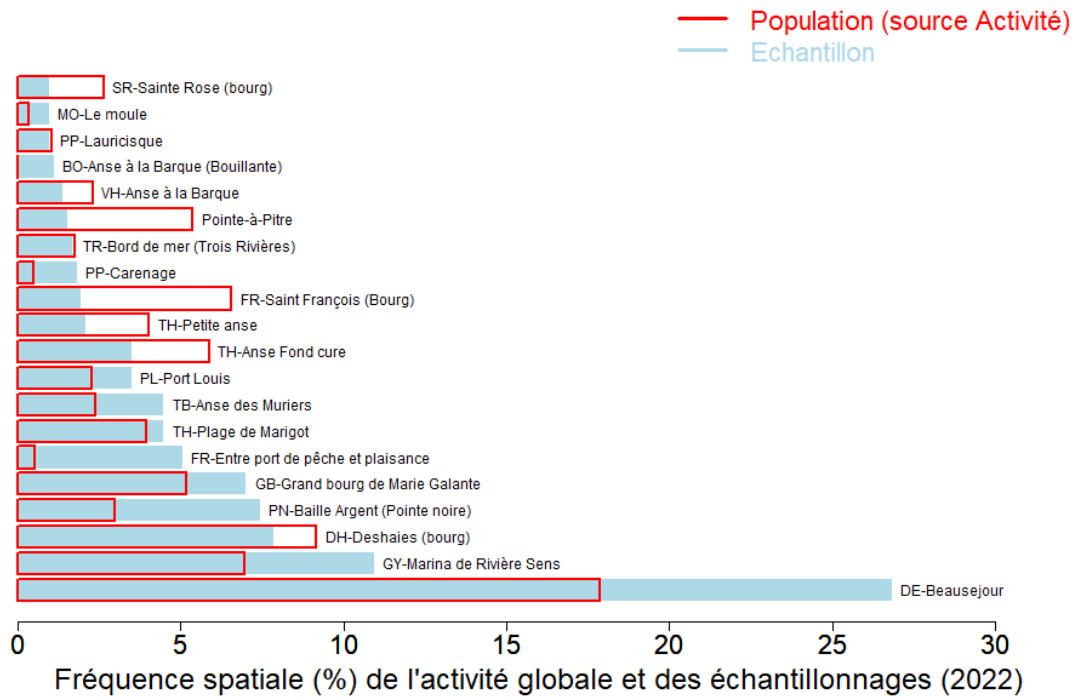 Population (source Activité)
Echantillon
SR-Sainte Rose (bourg)
MO-Le moule
PP-Lauricisque
BO-Anse à la Barque (Bouillante)
VH-Anse à la Barque
Pointe-à-Pitre
TR-Bord de mer (Trois Rivières)
PP-Carenage
FR-Saint François (Bourg)
TH-Petite anse
TH-Anse Fond cure
PL-Port Louis
TB-Anse des Muriers
TH-Plage de Marigot
FR-Entre port de pêche et plaisance
GB-Grand bourg de Marie Galante
PN-Baille Argent (Pointe noire)
DH-Deshaies (bourg)
GY-Marina de Rivière Sens
DE-Beausejour
0 5 10 15 20 25 30
Fréquence spatiale (%) de l'activité globale et des échantillonnages (2022)